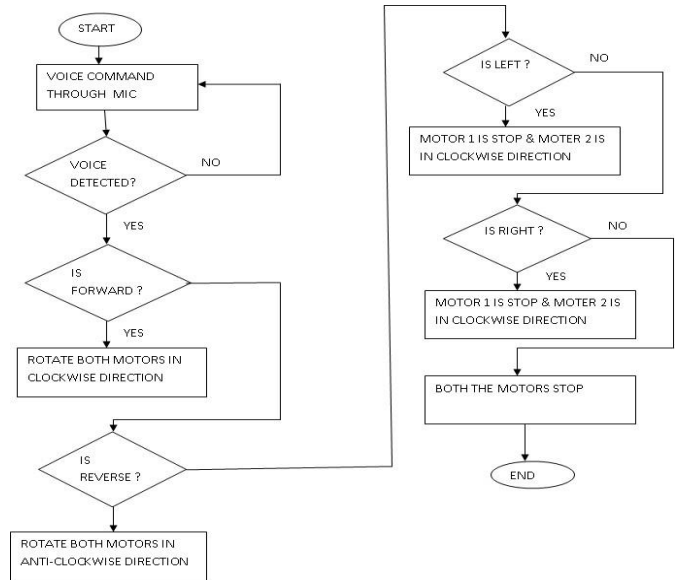 START
VOICE COMMAND
THROUGH MIC
VOICE
DETECTED?
NO
YES
IS
FORWARD ?
YES
ROTATE BOTH MOTORS IN
CLOCKWISE DIRECTION
IS
REVERSE ?
ROTATE BOTH MOTORS IN
ANTI-CLOCKWISE DIRECTION
IS LEFT ?
NO
YES
MOTOR 1 IS STOP & MOTER 2 IS
IN CLOCKWISE DIRECTION
IS RIGHT ?
NO
YES
MOTOR 1 IS STOP & MOTER 2 IS
IN CLOCKWISE DIRECTION
BOTH THE MOTORS STOP
END